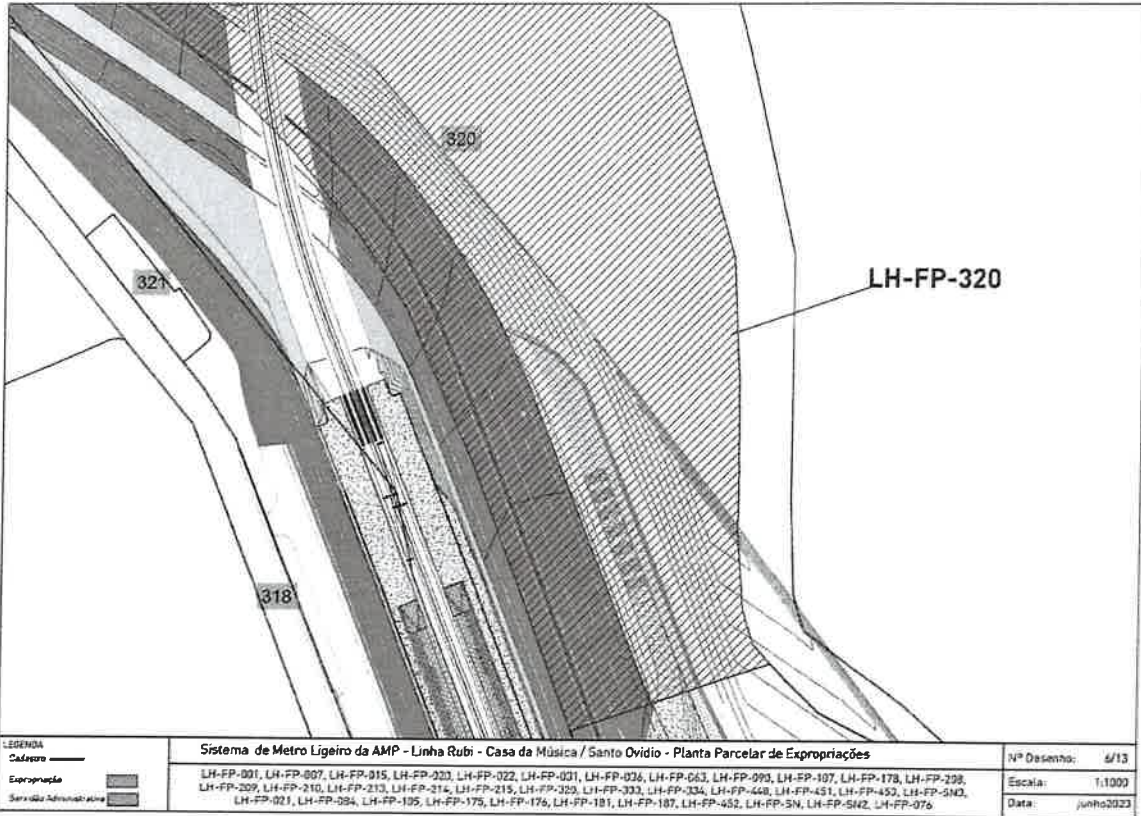 320
321
LH-FP-320
318
LEGENDA
Cadastro
Expropriação
Servidão Administrativa
Sistema de Metro Ligeiro da AMP - Linha Rubi - Casa da Música / Santo Ovídio - Planta Parcelar de Expropriações
LH-FP-001, LH-FP-007, LH-FP-015, LH-FP-020, LH-FP-022, LH-FP-031, LH-FP-036, LH-FP-063, LH-FP-090, LH-FP-107, LH-FP-178, LH-FP-208,
LH-FP-209, LH-FP-210, LH-FP-213, LH-FP-214, LH-FP-215, LH-FP-320, LH-FP-333, LH-FP-334, LH-FP-448, LH-FP-451, LH-FP-453, LH-FP-SN3,
LH-FP-021, LH-FP-084, LH-FP-105, LH-FP-175, LH-FP-176, LH-FP-181, LH-FP-187, LH-FP-452, LH-FP-SN, LH-FP-SN2, LH-FP-076
Nº Desenho: 6/13
Escala: 1:1000
Data: junho2023